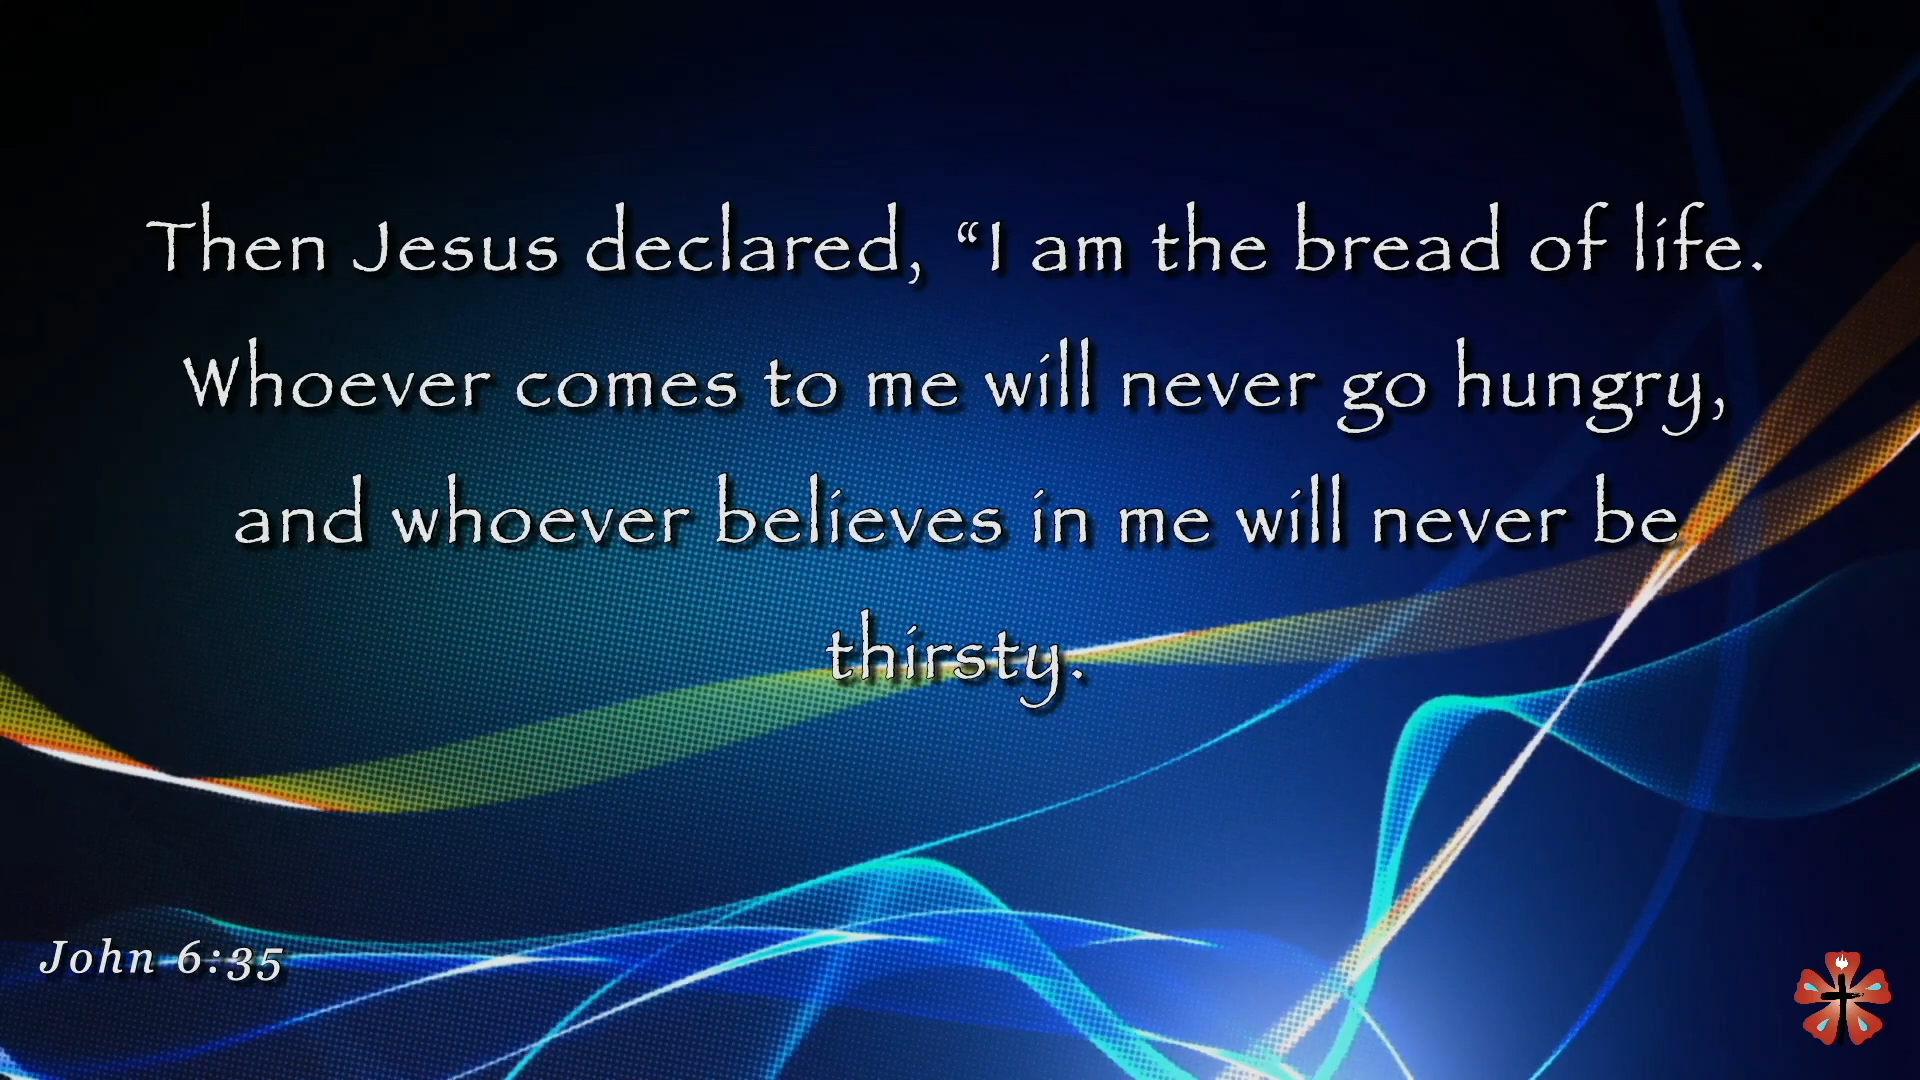 Then Jesus declared, “I am the bread of life.
Whoever comes to me will never go hungry,
and whoever believes in me will never be
thirsty.
John 6:35